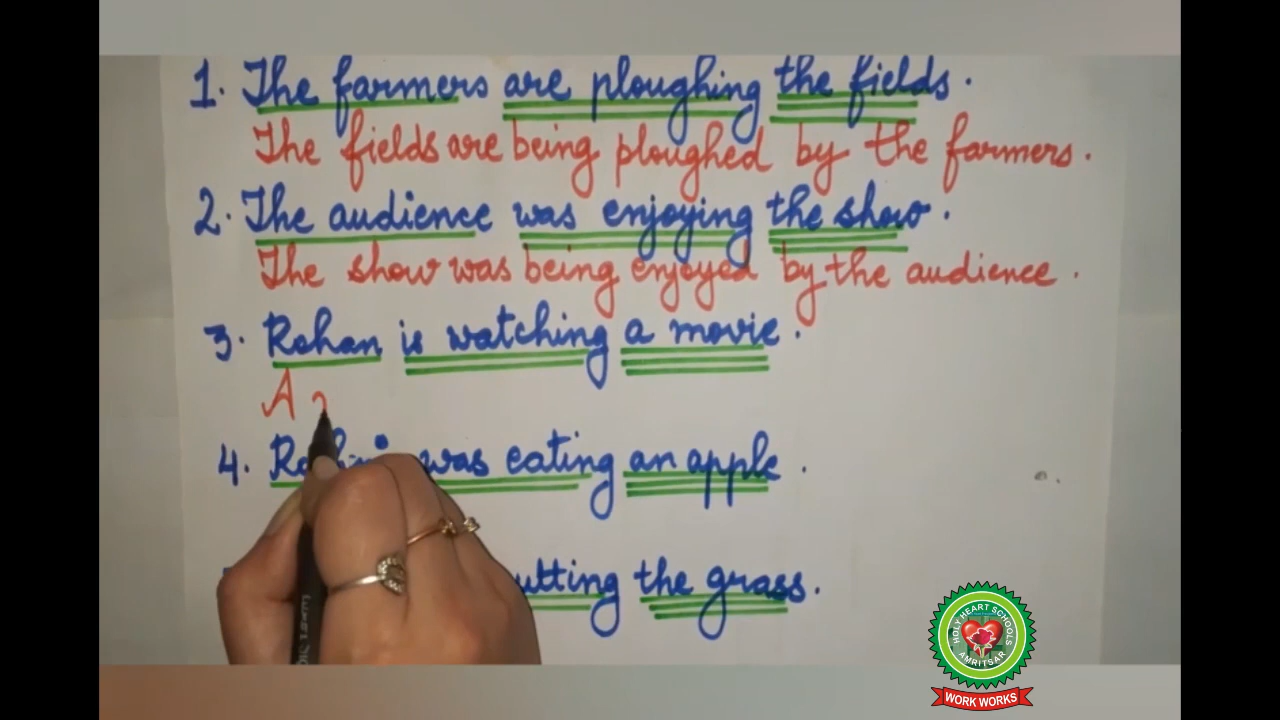 1. The farmers are ploughing the fields.
The fields are being ploughed by the farmers.
2. The audience was enjoying the show.
The show was being enjoyed by the audience.
3. Rohan is watching a movie.
A
4. was eating an apple.
the grass.
HOLY HEART SCHOOLS
AMRITSAR
WORK WORKS